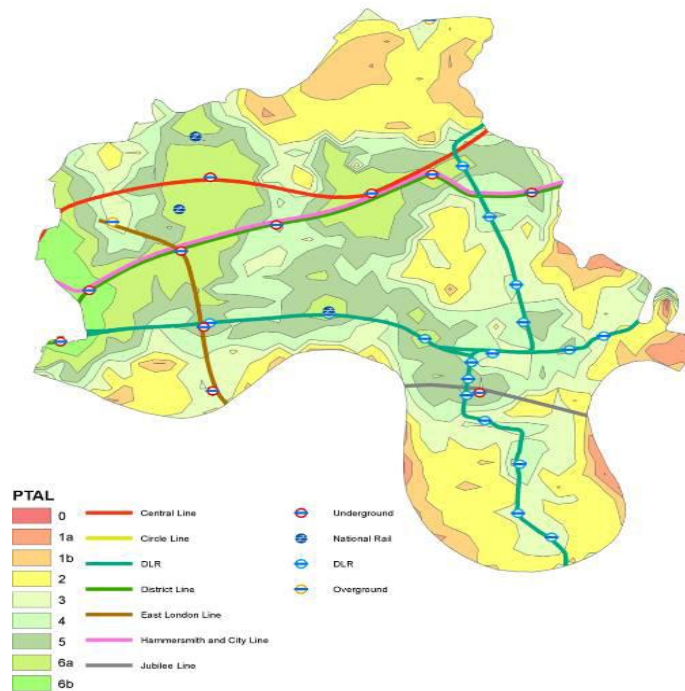 PTAL
0
1a
1b
2
3
4
5
6a
6b
Central Line
Circle Line
DLR
District Line
East London Line
Hammersmith and City Line
Jubilee Line
Underground
National Rail
DLR
Overground